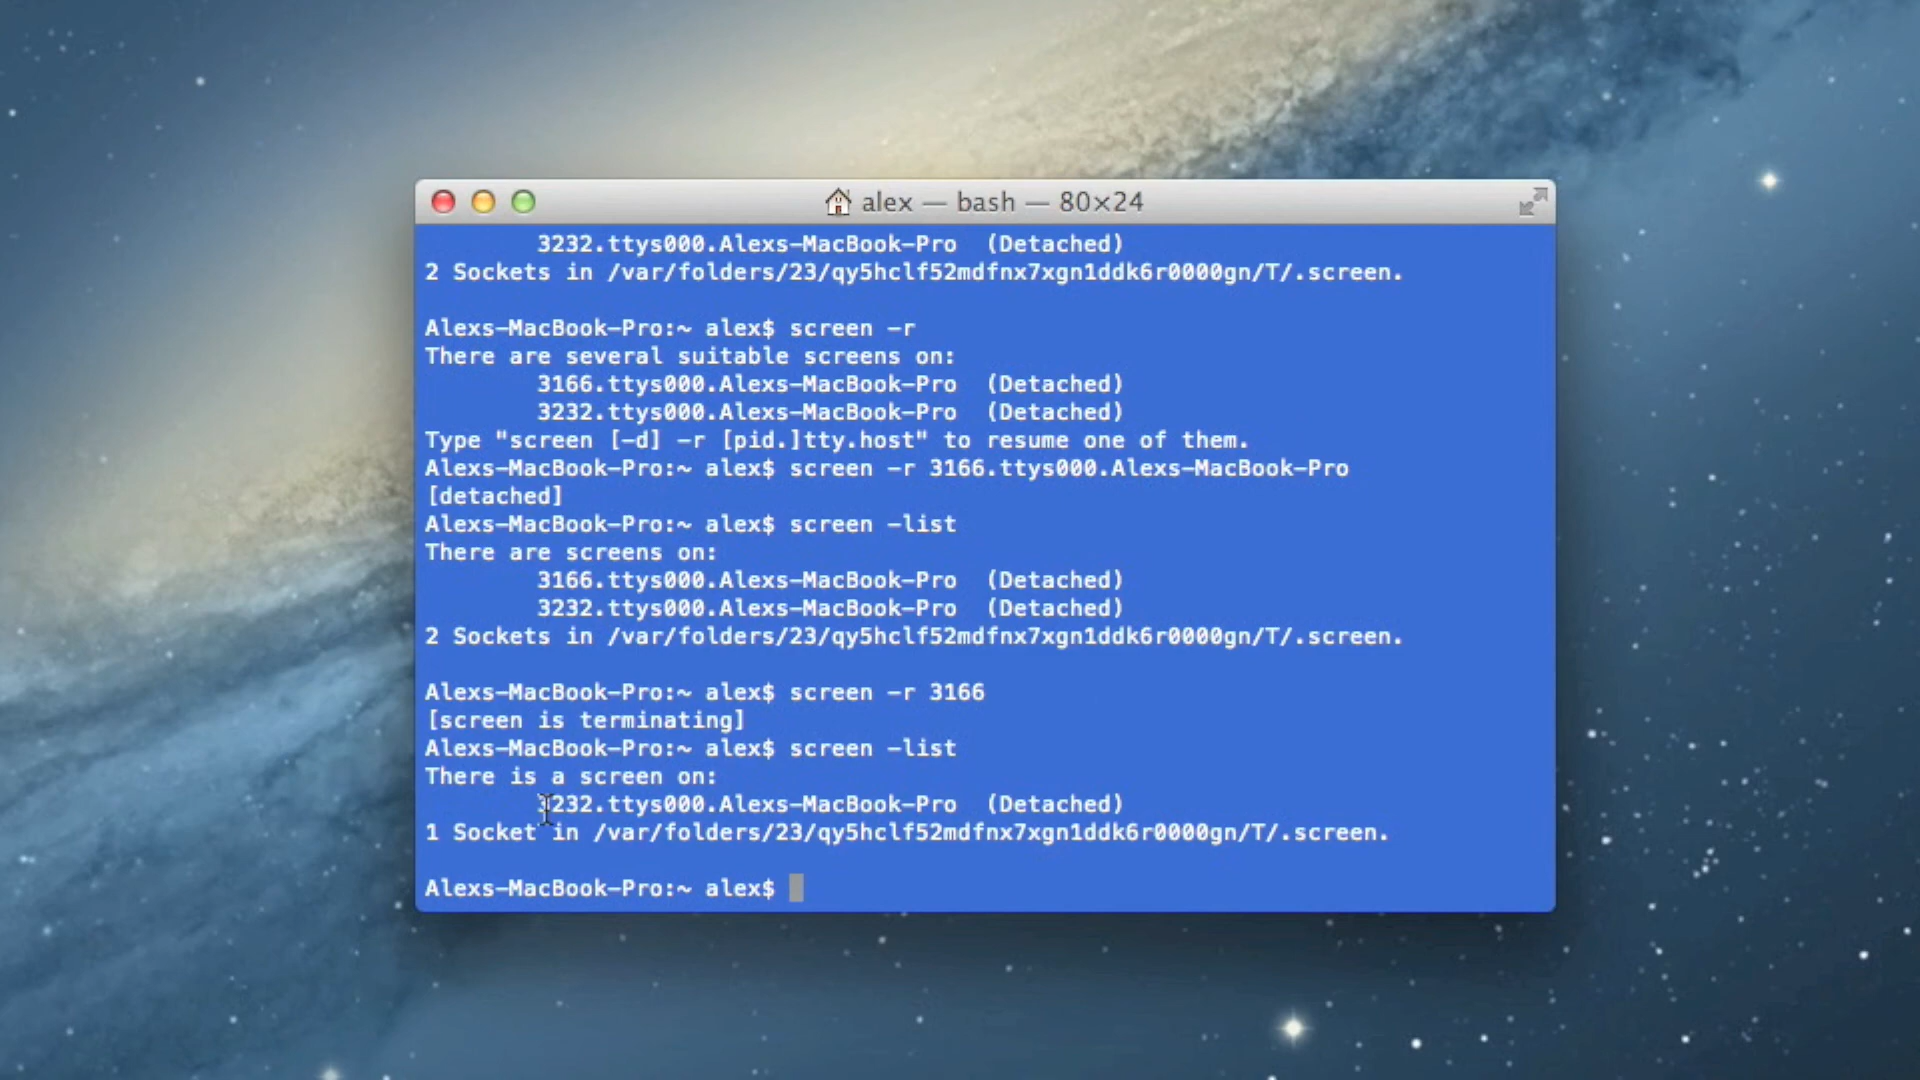 alex — bash — 80×24
3232.ttys000.Alexs-MacBook-Pro (Detached)
2 Sockets in /var/folders/23/qy5hclf52mdfnx7xgn1ddk6r0000gn/T/.screen.
Alexs-MacBook-Pro:~ alex$ screen -r
There are several suitable screens on:
3166.ttys000.Alexs-MacBook-Pro (Detached)
3232.ttys000.Alexs-MacBook-Pro (Detached)
Type "screen [-d] -r [pid.]tty.host" to resume one of them.
Alexs-MacBook-Pro:~ alex$ screen -r 3166.ttys000.Alexs-MacBook-Pro
[detached]
Alexs-MacBook-Pro:~ alex$ screen -list
There are screens on:
3166.ttys000.Alexs-MacBook-Pro (Detached)
3232.ttys000.Alexs-MacBook-Pro (Detached)
2 Sockets in /var/folders/23/qy5hclf52mdfnx7xgn1ddk6r0000gn/T/.screen.
Alexs-MacBook-Pro:~ alex$ screen -r 3166
[screen is terminating]
Alexs-MacBook-Pro:~ alex$ screen -list
There is a screen on:
3232.ttys000.Alexs-MacBook-Pro (Detached)
1 Socket in /var/folders/23/qy5hclf52mdfnx7xgn1ddk6r0000gn/T/.screen.
Alexs-MacBook-Pro:~ alex$